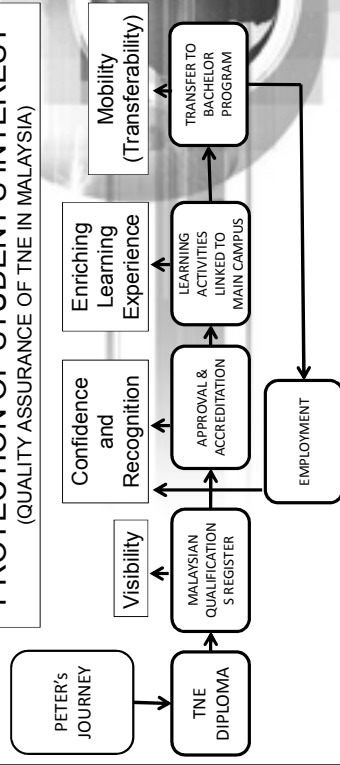 PROTECTION OF STUDENT'S INTEREST
(QUALITY ASSURANCE OF TNE IN MALAYSIA)
PETER's
JOURNEY
TNE
DIPLOMA
Visibility
MALAYSIAN
QUALIFICATION
S REGISTER
Confidence
and
Recognition
APPROVAL &
ACCREDITATION
Enriching
Learning
Experience
LEARNING
ACTIVITIES
LINKED TO
MAIN CAMPUS
Mobility
(Transferability)
TRANSFER TO
BACHELOR
PROGRAM
EMPLOYMENT